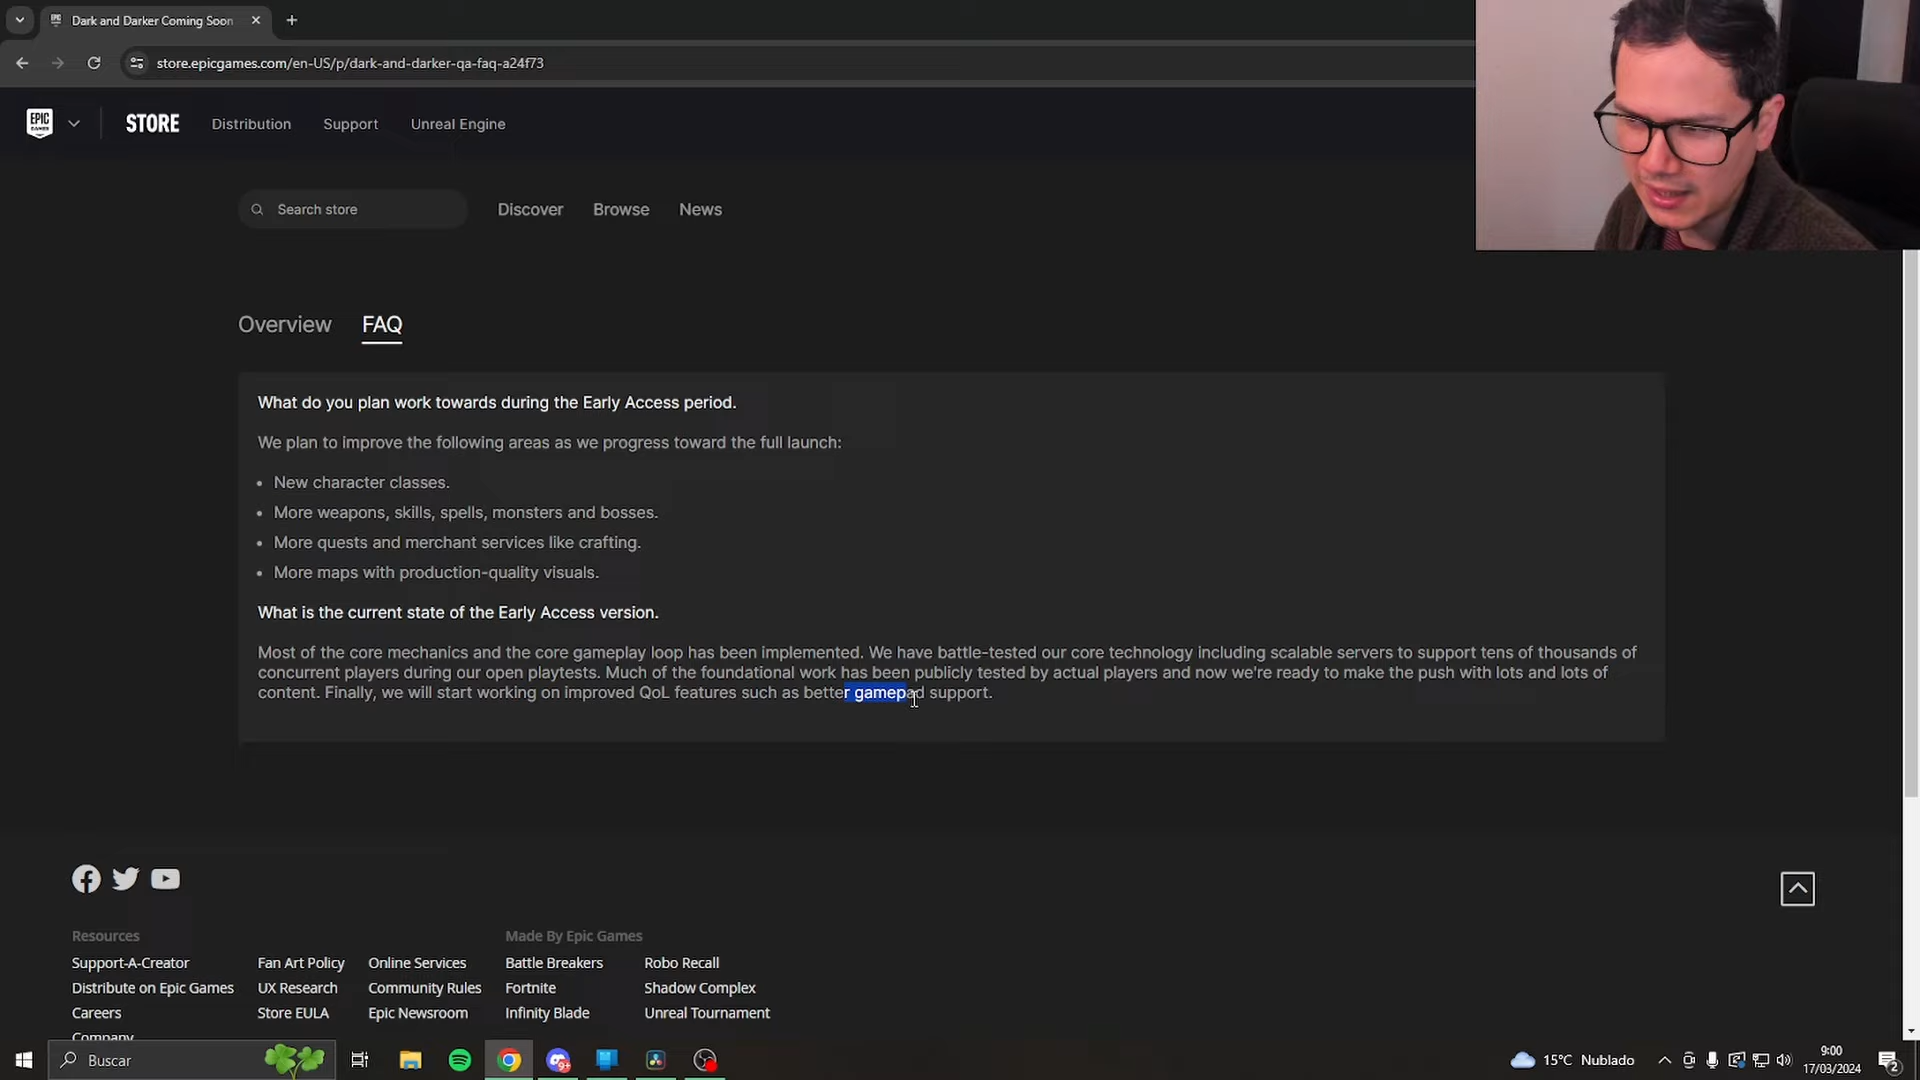 Dark and Darker Coming Soon
store.epicgames.com/en-US/p/dark-and-darker-qa-faq-a24f73
EPIC GAMES
STORE
Distribution
Support
Unreal Engine
Search store
Discover
Browse
News
Overview
FAQ
What do you plan work towards during the Early Access period.
We plan to improve the following areas as we progress toward the full launch:
• New character classes.
• More weapons, skills, spells, monsters and bosses.
• More quests and merchant services like crafting.
• More maps with production-quality visuals.
What is the current state of the Early Access version.
Most of the core mechanics and the core gameplay loop has been implemented. We have battle-tested our core technology including scalable servers to support tens of thousands of
concurrent players during our open playtests. Much of the foundational work has been publicly tested by actual players and now we're ready to make the push with lots and lots of
content. Finally, we will start working on improved QoL features such as better gamepad support.
Resources
Made By Epic Games
Support-A-Creator
Fan Art Policy
Online Services
Battle Breakers
Robo Recall
Distribute on Epic Games
UX Research
Community Rules
Fortnite
Shadow Complex
Careers
Store EULA
Epic Newsroom
Infinity Blade
Unreal Tournament
Company
Buscar
9+
15°C Nublado
9:00
17/03/2024
2